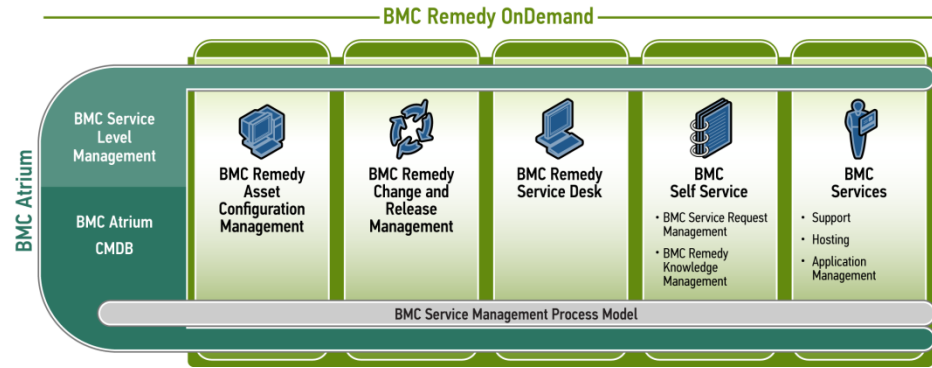 BMC Remedy OnDemand
BMC Atrium
BMC Service
Level
Management
BMC Atrium
CMDB
BMC Remedy
Asset
Configuration
Management
BMC Remedy
Change and
Release
Management
BMC Remedy
Service Desk
BMC
Self Service
• BMC Service Request
Management
• BMC Remedy
Knowledge
Management
BMC
Services
• Support
• Hosting
• Application
Management
BMC Service Management Process Model